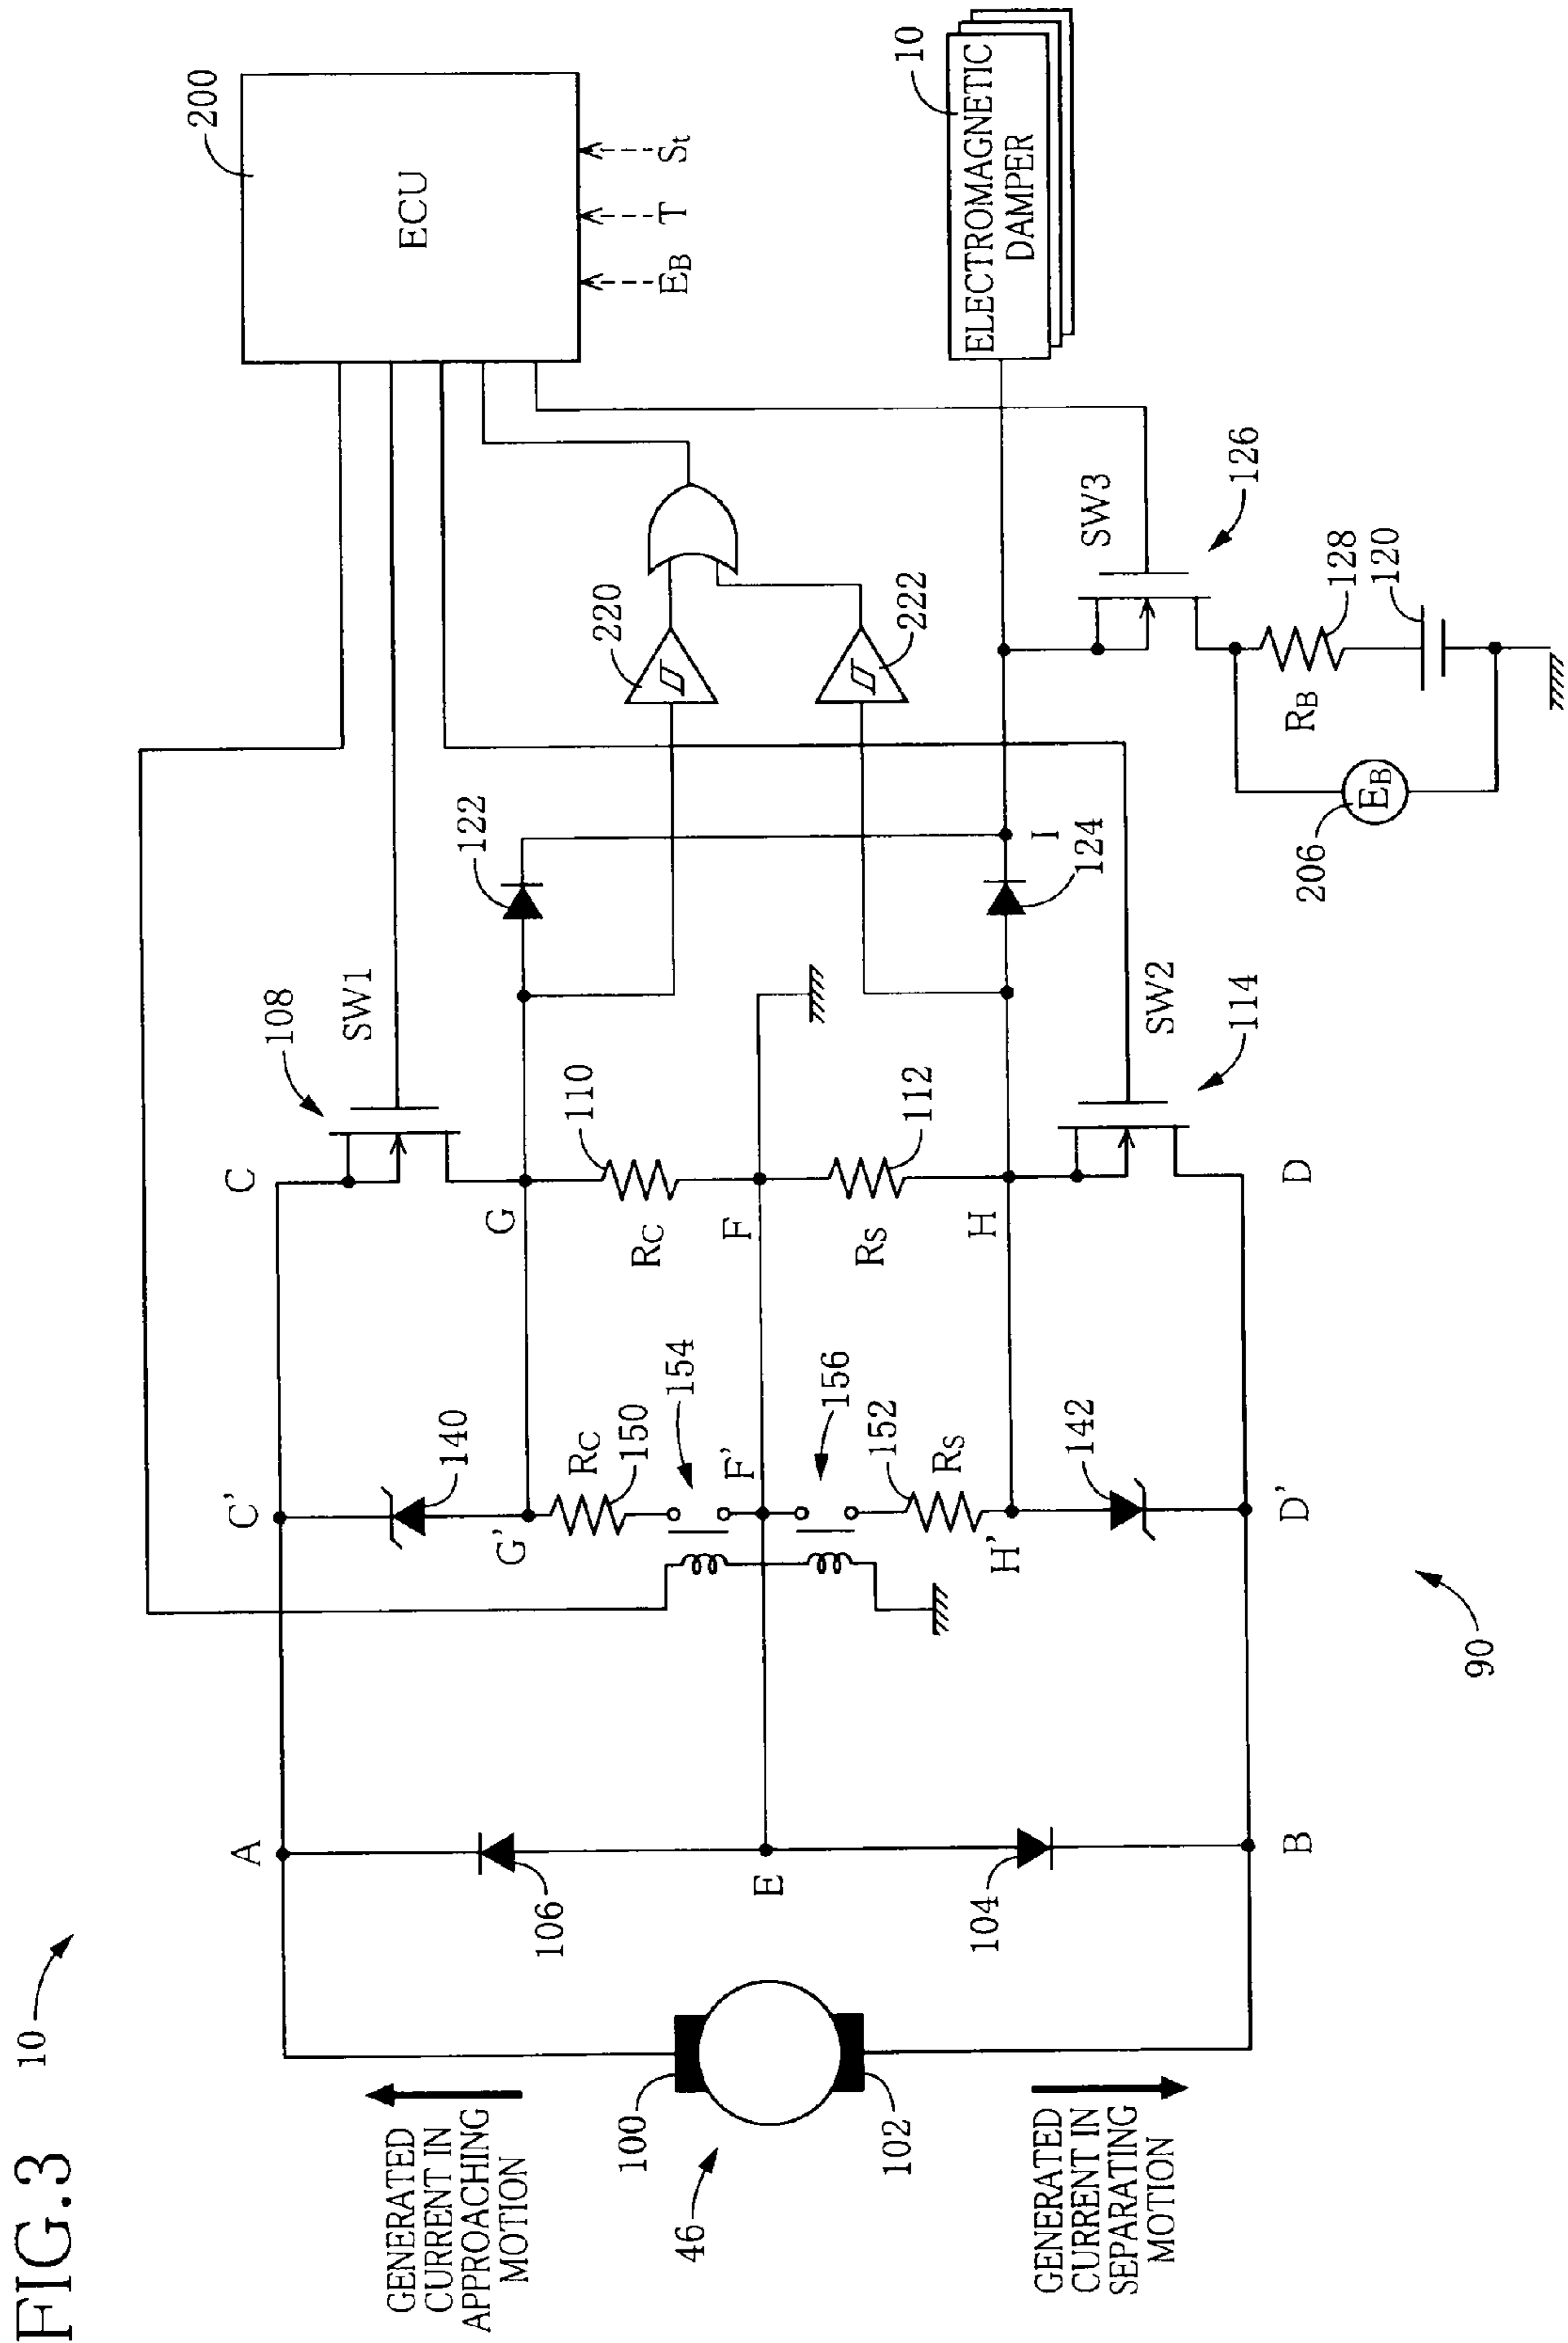 FIG.3
10
GENERATED
CURRENT IN
APPROACHING
MOTION
GENERATED
CURRENT IN
SEPARATING
MOTION
46
100
102
A
106
E
104
B
90
C'
140
G'
RC
150
154
F'
156
152
RS
H'
142
D'
C
108
SW1
G
110
RC
F
112
RS
H
SW2
114
D
122
I
124
220
222
SW3
126
RB
128
120
EB
206
200
ECU
EB
T
St
10
ELECTROMAGNETIC
DAMPER